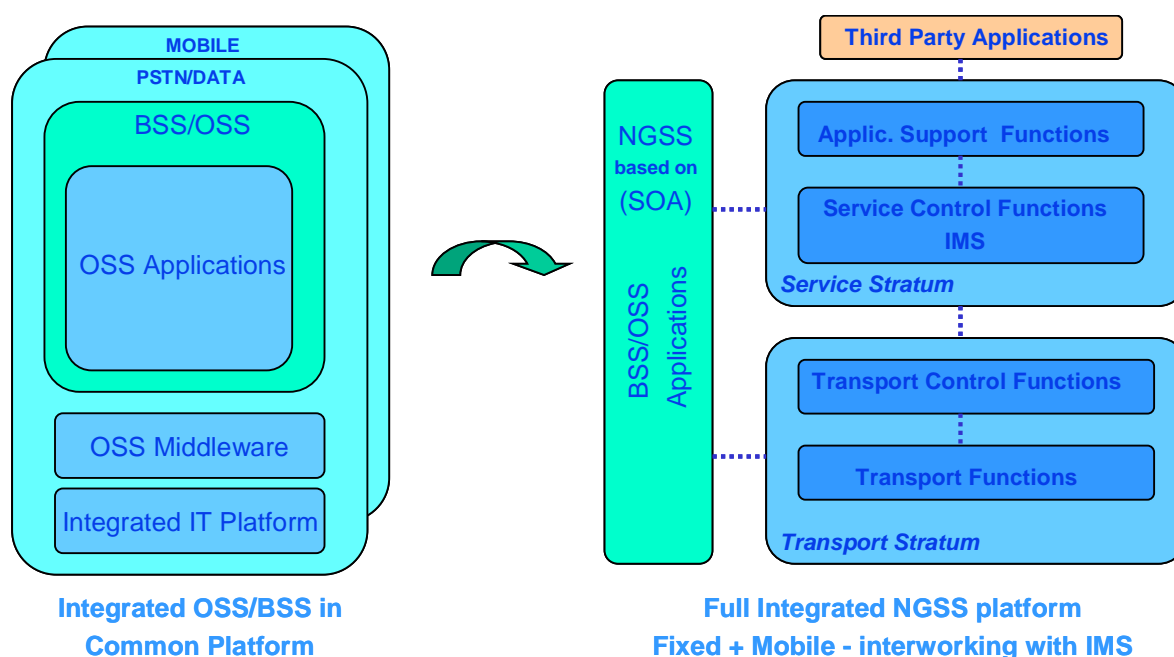 MOBILE
PSTN/DATA
BSS/OSS
OSS Applications
OSS Middleware
Integrated IT Platform
Integrated OSS/BSS in
Common Platform
Third Party Applications
NGSS
based on
(SOA)
BSS/OSS
Applications
Applic. Support Functions
Service Control Functions
IMS
Service Stratum
Transport Control Functions
Transport Functions
Transport Stratum
Full Integrated NGSS platform
Fixed + Mobile - interworking with IMS